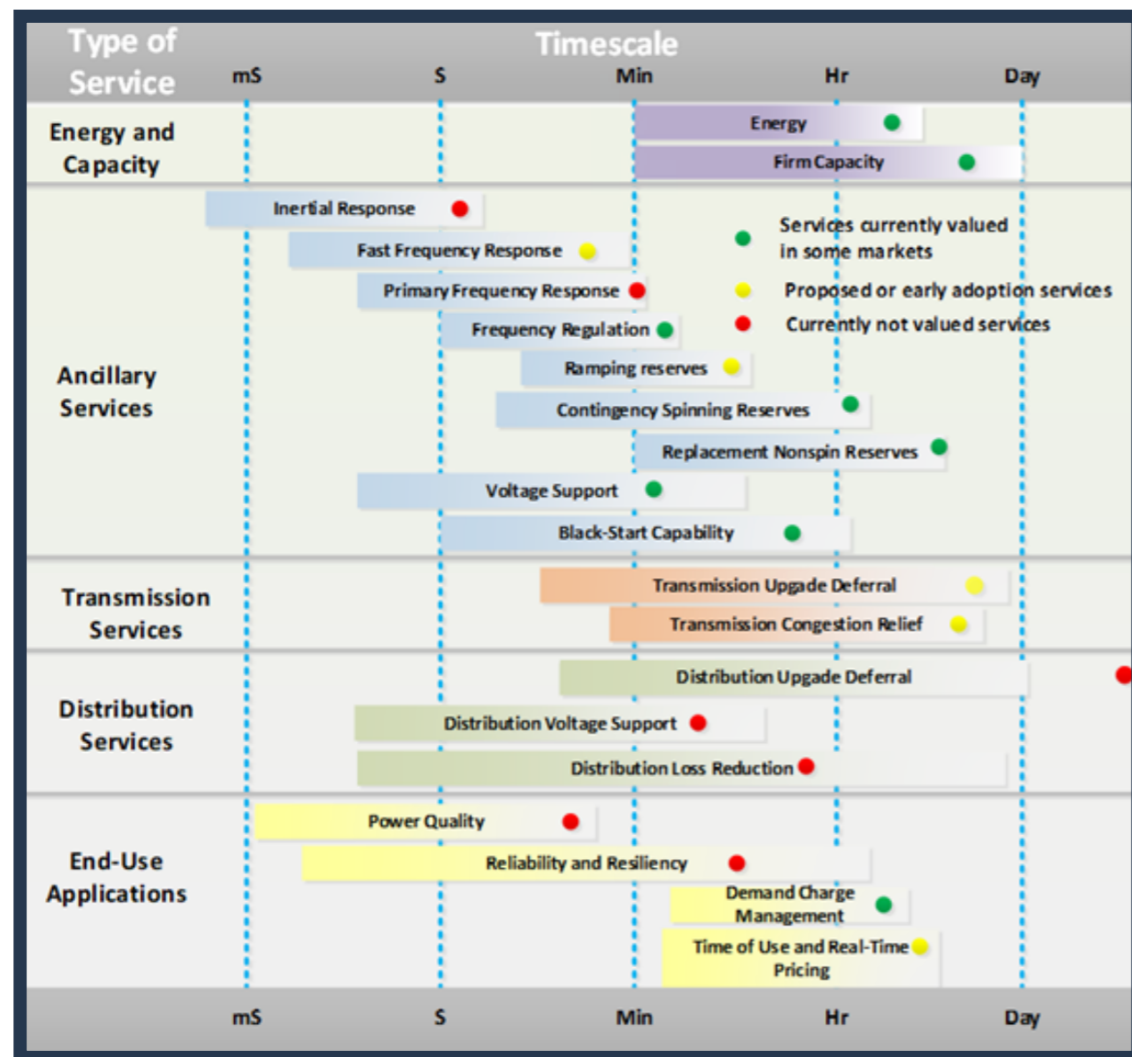 Type of
Service
Timescale
mS S Min Hr Day
Energy and
Capacity
Energy
Firm Capacity
Ancillary
Services
Inertial Response
Fast Frequency Response
Primary Frequency Response
Frequency Regulation
Ramping reserves
Contingency Spinning Reserves
Replacement Nonspin Reserves
Voltage Support
Black-Start Capability
Services currently valued
in some markets
Proposed or early adoption services
Currently not valued services
Transmission
Services
Transmission Upgade Deferral
Transmission Congestion Relief
Distribution
Services
Distribution Upgade Deferral
Distribution Voltage Support
Distribution Loss Reduction
End-Use
Applications
Power Quality
Reliability and Resiliency
Demand Charge
Management
Time of Use and Real-Time
Pricing
mS S Min Hr Day